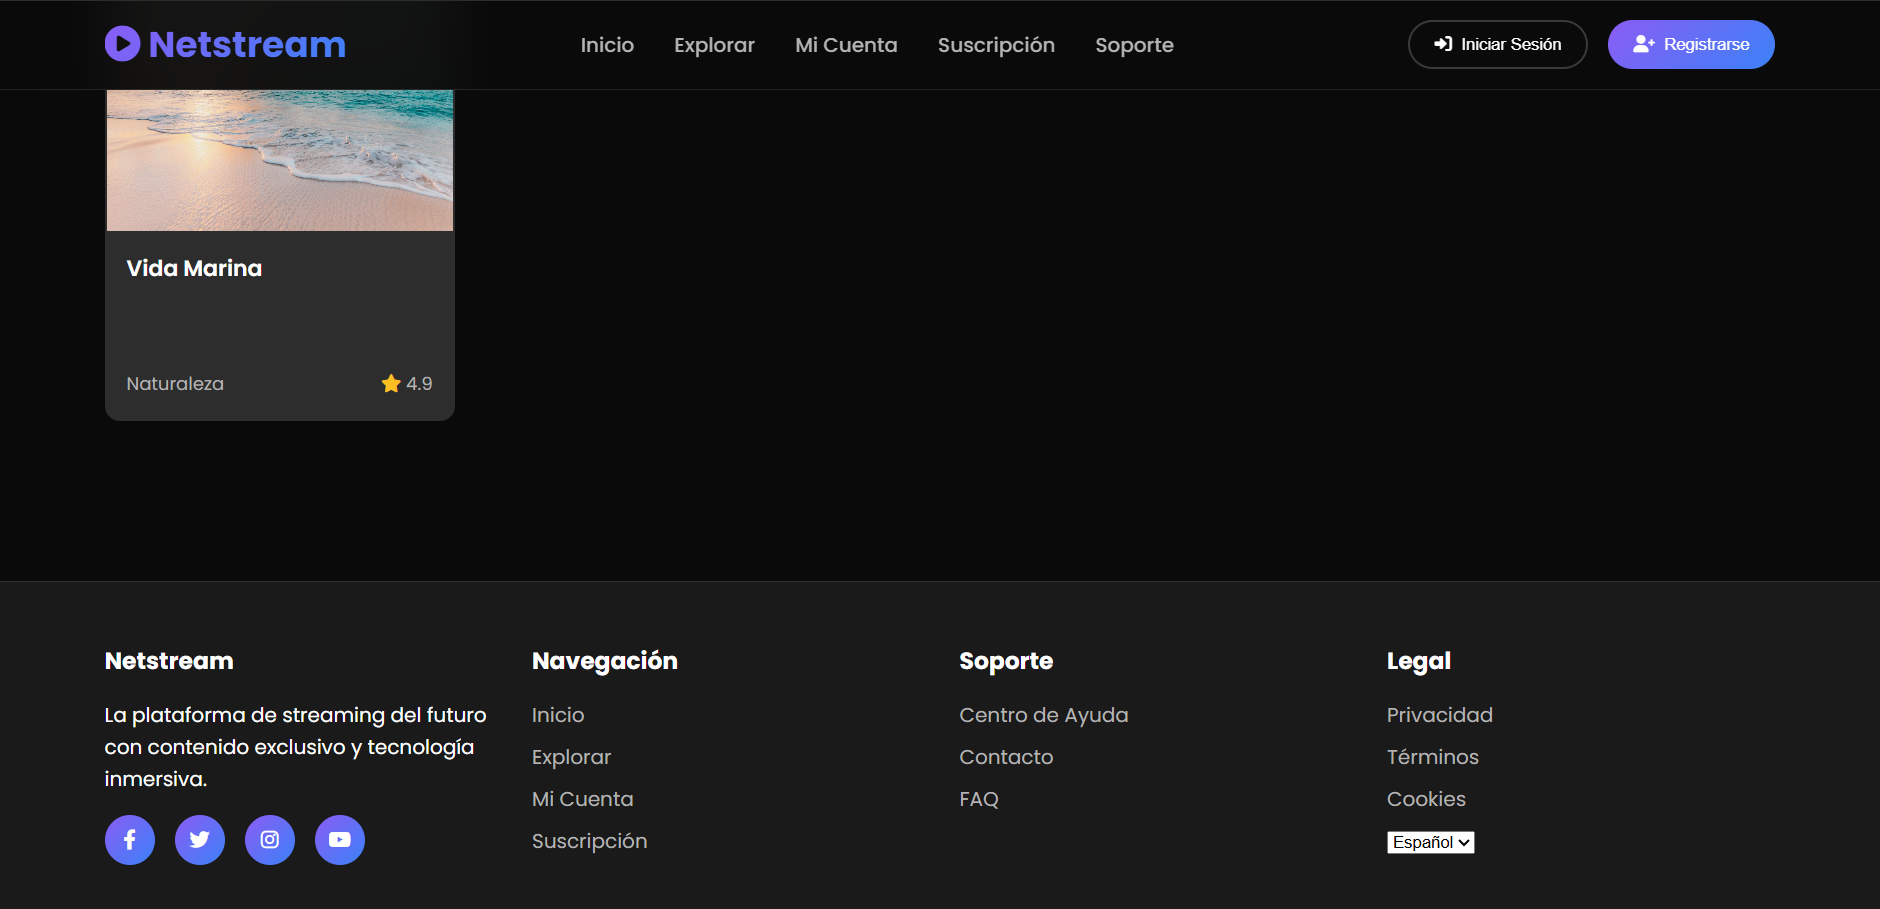 Netstream
Inicio
Explorar
Mi Cuenta
Suscripción
Soporte
Iniciar Sesión
Registrarse
Vida Marina
Naturaleza
4.9
Netstream
La plataforma de streaming del futuro
con contenido exclusivo y tecnología
inmersiva.
Navegación
Inicio
Explorar
Mi Cuenta
Suscripción
Soporte
Centro de Ayuda
Contacto
FAQ
Legal
Privacidad
Términos
Cookies
Español